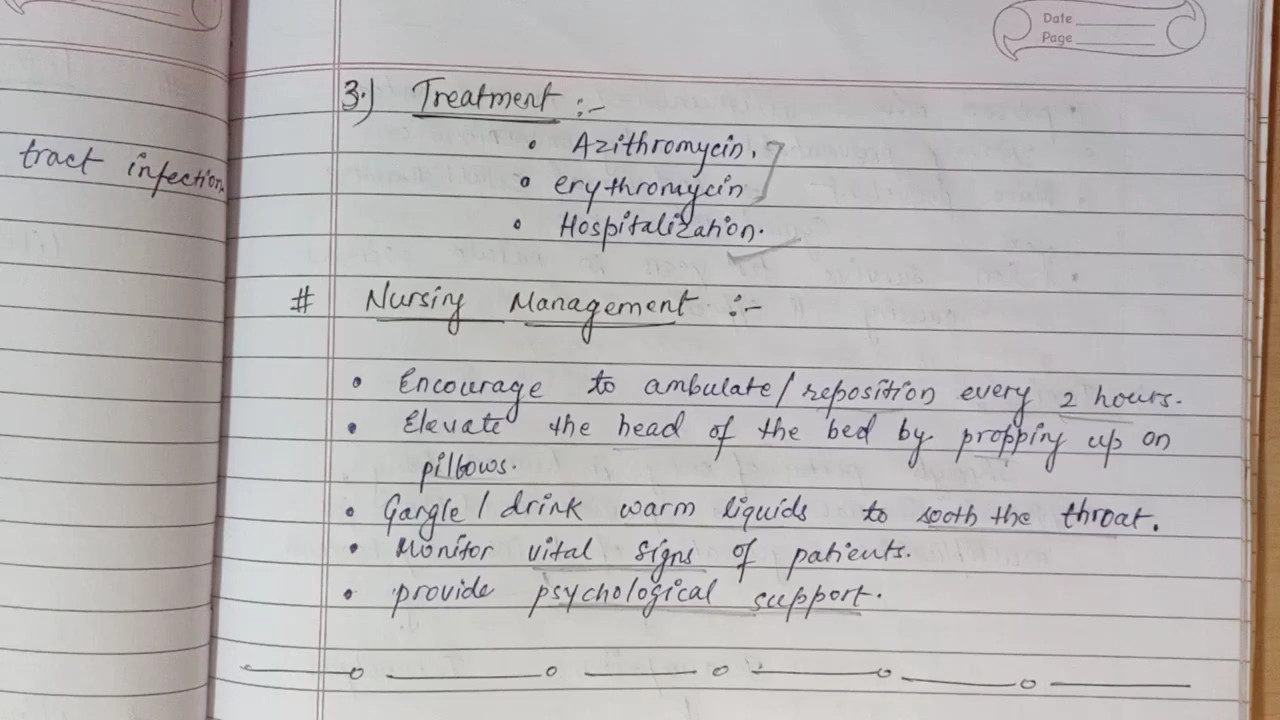 Date
Page
tract infection
3.) Treatment :-
• Azithromycin.
• erythromycin
• Hospitalization.
# Nursing Management :-
• Encourage to ambulate / reposition every 2 hours.
• Elevate the head of the bed by propping up on
pillows.
• Gargle / drink warm liquids to sooth the throat.
• Monitor vital signs of patients.
• provide psychological support.